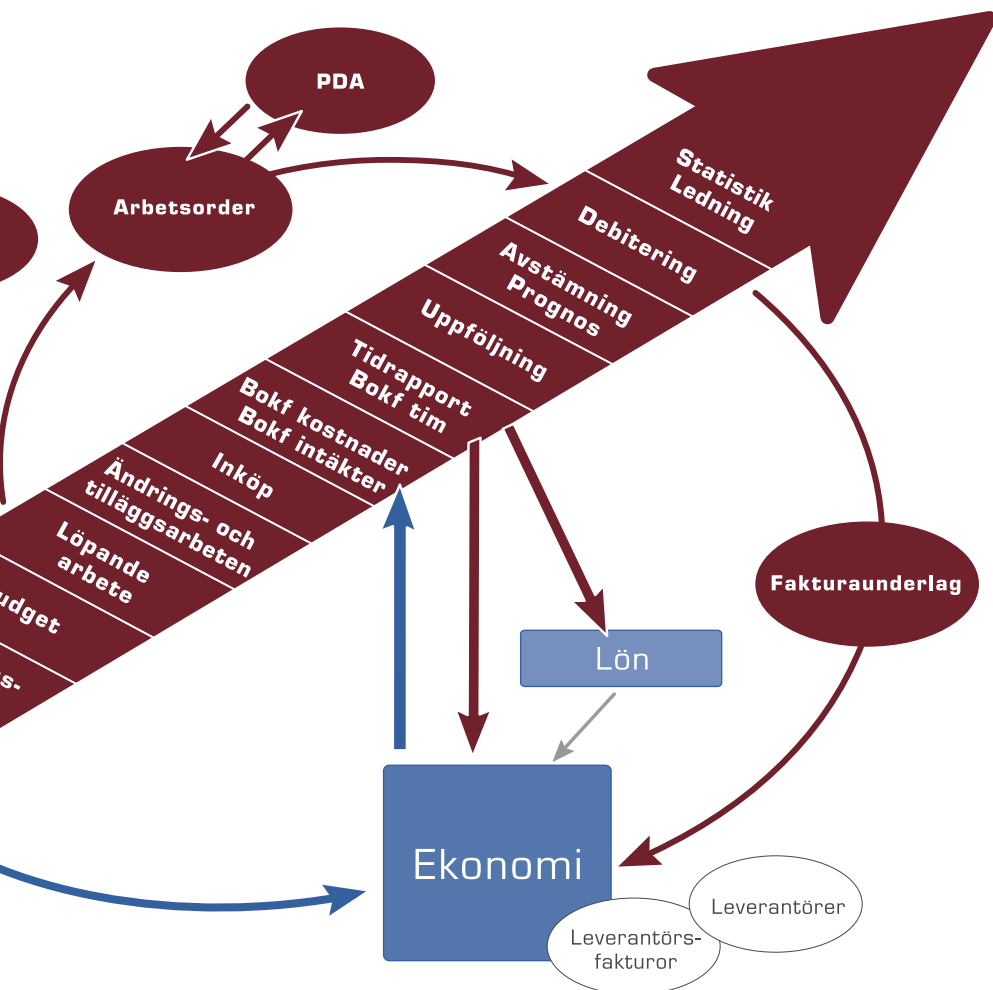 PDA
Arbetsorder
Statistik
Ledning
Debitering
Avstämning
Prognos
Uppföljning
Tidrapport
Bokf tim
Bokf kostnader
Bokf intäkter
Inköp
Ändrings- och
tilläggsarbeten
Löpande
arbete
udget
s-
Fakturaunderlag
Lön
Ekonomi
Leverantörer
Leverantörs-
fakturor